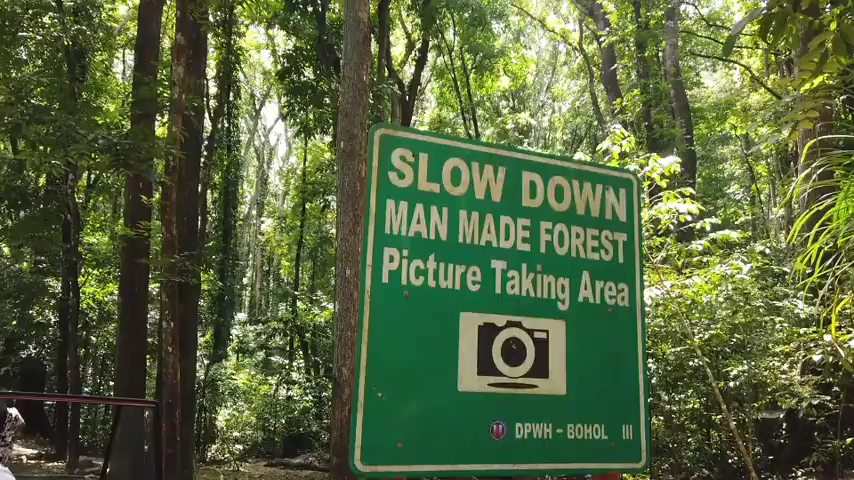 SLOW DOWN
MAN MADE FOREST
Picture Taking Area
DPWH - BOHOL III